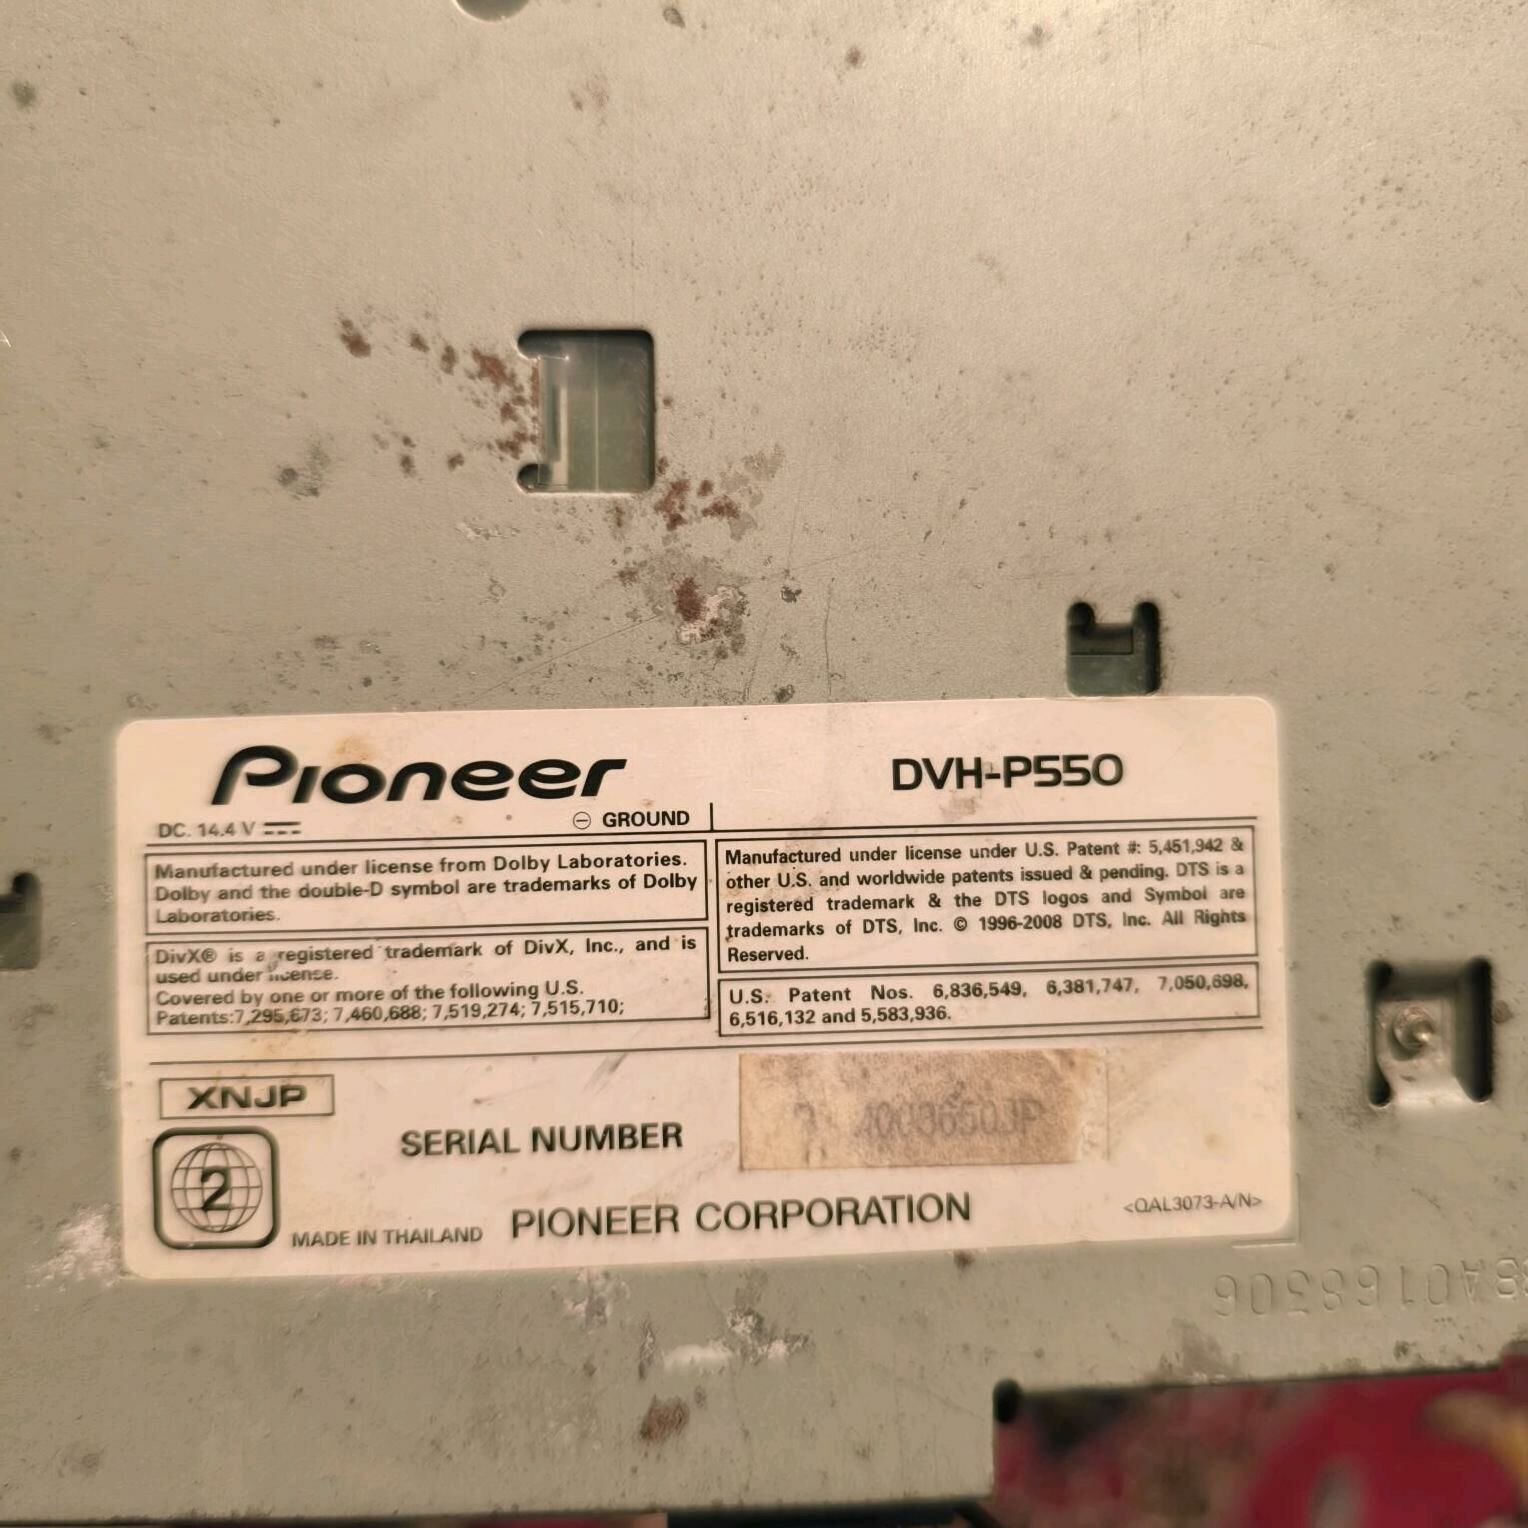 Pioneer
DVH-P550
DC. 14.4 V
GROUND
Manufactured under license from Dolby Laboratories.
Dolby and the double-D symbol are trademarks of Dolby
Laboratories.
DivX® is a registered trademark of DivX, Inc., and is
used under license.
Covered by one or more of the following U.S.
Patents:7,295,673; 7,460,688; 7,519,274; 7,515,710;
Manufactured under license under U.S. Patent #: 5,451,942 &
other U.S. and worldwide patents issued & pending. DTS is a
registered trademark & the DTS logos and Symbol are
trademarks of DTS, Inc. © 1996-2008 DTS, Inc. All Rights
Reserved.
U.S. Patent Nos. 6,836,549, 6,381,747, 7,050,698,
6,516,132 and 5,583,936.
XNJP
2
SERIAL NUMBER
MADE IN THAILAND
PIONEER CORPORATION
<QAL3073-A/N>